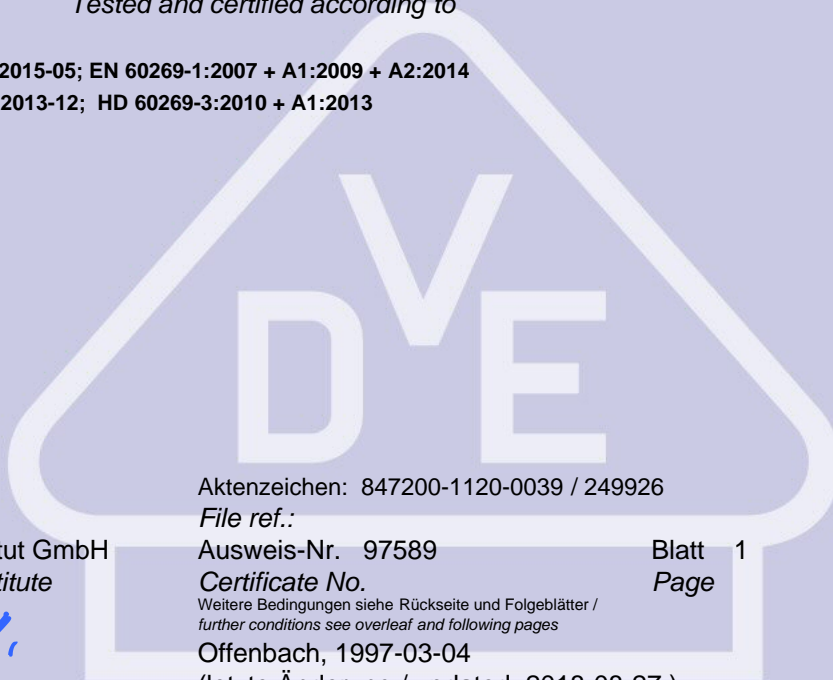 Tested and certified according to
2015-05; EN 60269-1:2007 + A1:2009 + A2:2014
2013-12; HD 60269-3:2010 + A1:2013
VDE
Aktenzeichen: 847200-1120-0039 / 249926
File ref.:
GmbH
Ausweis-Nr. 97589 Blatt 1
Certificate No. Page
Weitere Bedingungen siehe Rückseite und Folgeblätter /
further conditions see overleaf and following pages
Offenbach, 1997-03-04